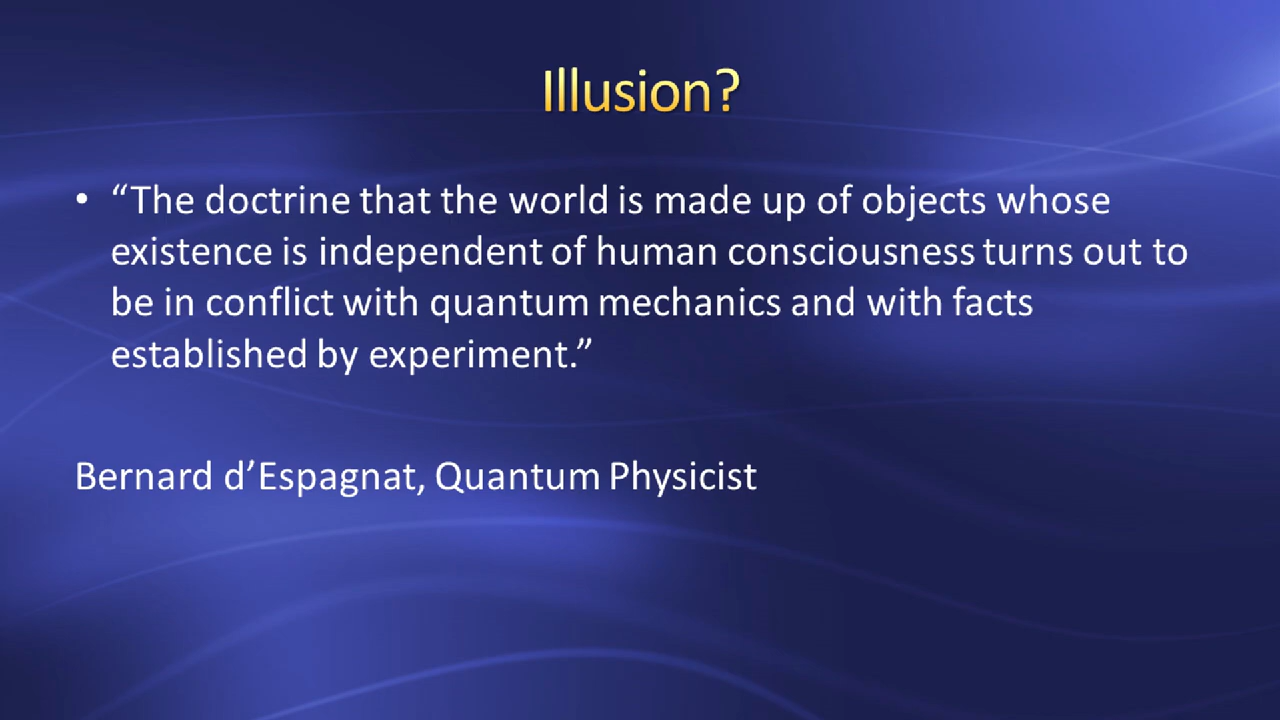 Illusion?
• “The doctrine that the world is made up of objects whose
existence is independent of human consciousness turns out to
be in conflict with quantum mechanics and with facts
established by experiment.”
Bernard d’Espagnat, Quantum Physicist